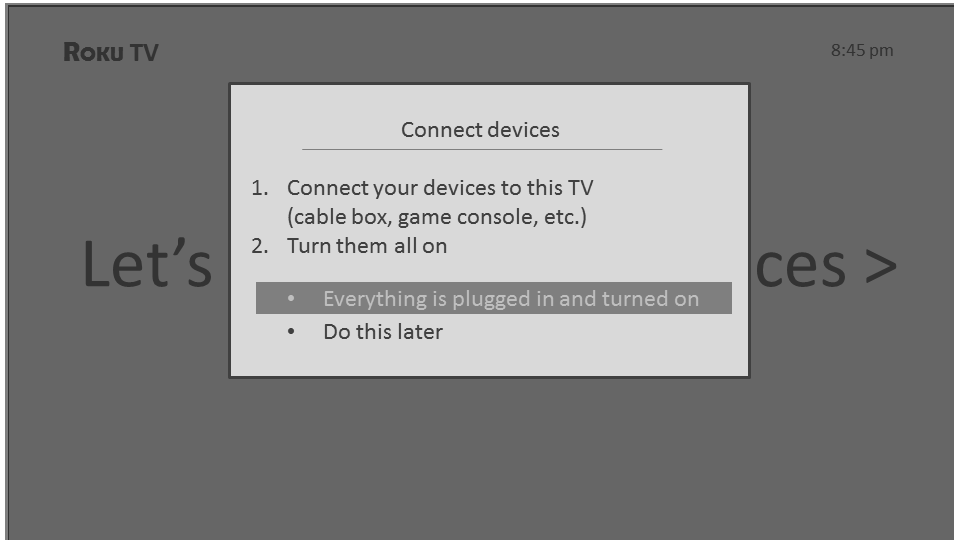 ROKU TV
8:45 pm
Connect devices
1. Connect your devices to this TV
(cable box, game console, etc.)
2. Turn them all on
Let’s ces >
• Everything is plugged in and turned on
• Do this later